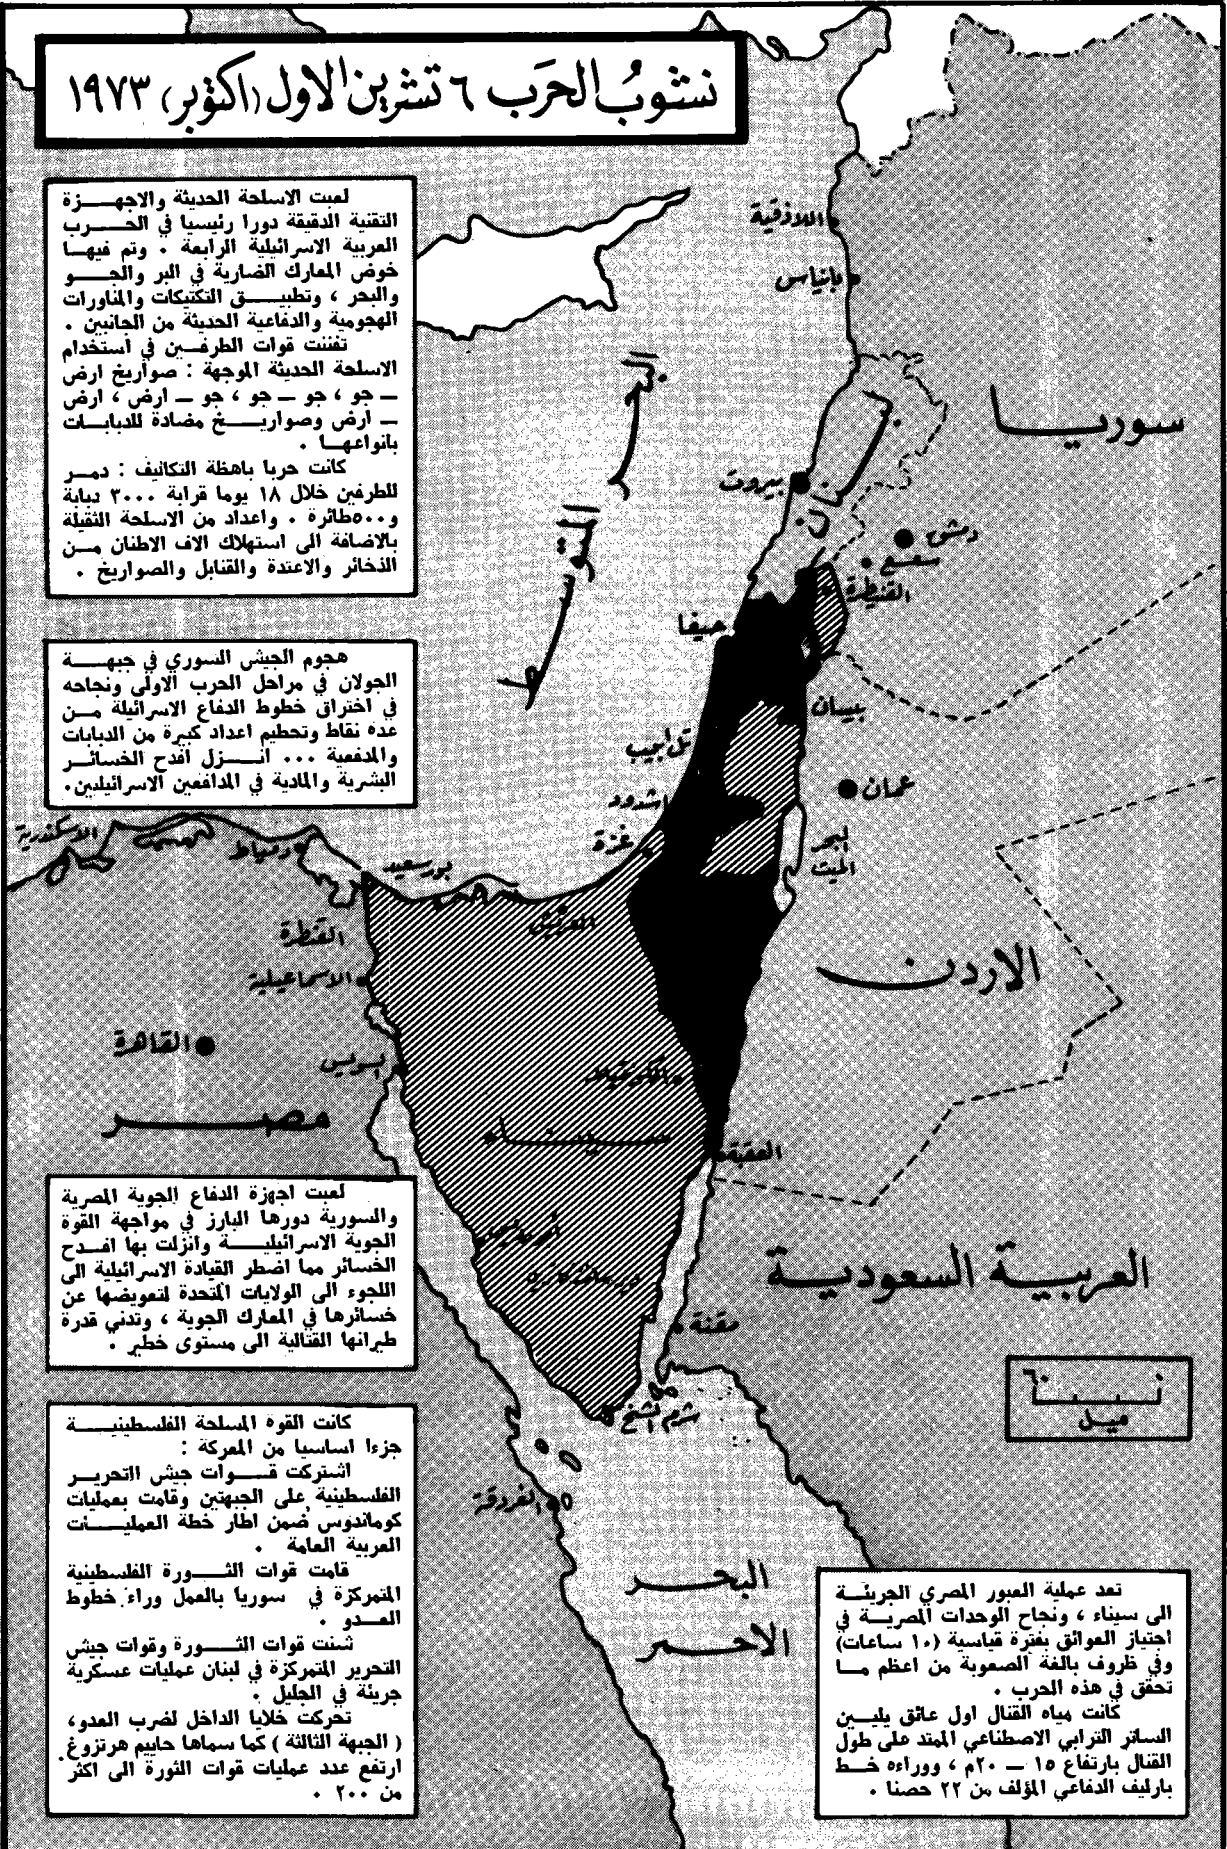 نشوبُ الحَرَب ٦ تشرين الاول (اكتوبر) ١٩٧٣
لعبت الاسلحة الحديثة والاجهزة
التقنية الدقيقة دورا رئيسيا في الحرب
العربية الاسرائيلية الرابعة . وتم فيها
خوض المعارك الضارية في البر والجو
والبحر ، وتطبيق التكتيكات والمناورات
الهجومية والدفاعية الحديثة من الجانبين .
تفننت قوات الطرفين في استخدام
الاسلحة الحديثة الموجهة : صواريخ ارض
ـ جو ، جو ـ جو ، جو ـ ارض ، ارض
ـ ارض وصواريخ مضادة للدبابات
بانواعها .
كانت حربا باهظة التكاليف : دمر
للطرفين خلال ١٨ يوما قرابة ٣٠٠٠ دبابة
و٥٠٠طائرة . واعداد من الاسلحة الثقيلة
بالاضافة الى استهلاك الاف الاطنان من
الذخائر والاعتدة والقنابل والصواريخ .
هجوم الجيش السوري في جبهة
الجولان في مراحل الحرب الاولى ونجاحه
في اختراق خطوط الدفاع الاسرائيلة من
عدة نقاط وتحطيم اعداد كبيرة من الدبابات
والمدفعية ... انزل أفدح الخسائر
البشرية والمادية في المدافعين الاسرائيليين.
اللاذقية
بانياس
البحر
المتوسط
لبنان
سوريا
بيروت
دمشق
سعسع
القنيطرة
حيفا
بيسان
تل ابيب
عمان
اشدود
غزة
البحر
الميت
الاسكندرية
دمياط
بور سعيد
العريش
القنطرة
الاسماعيلية
الاردن
القاهرة
السويس
الكونتيلا
مصر
سيناء
العقبة
لعبت اجهزة الدفاع الجوية المصرية
والسورية دورها البارز في مواجهة القوة
الجوية الاسرائيلية وانزلت بها افدح
الخسائر مما اضطر القيادة الاسرائيلية الى
اللجوء الى الولايات المتحدة لتعويضها عن
خسائرها في المعارك الجوية ، وتدني قدرة
طيرانها القتالية الى مستوى خطير .
العربية السعودية
مقنة
٦٠ ٠
ميل
شرم الشيخ
الغردقة
كانت القوة المسلحة الفلسطينية
جزءا اساسيا من المعركة :
اشتركت قوات جيش التحرير
الفلسطينية على الجبهتين وقامت بعمليات
كوماندوس ضمن اطار خطة العمليات
العربية العامة .
قامت قوات الثورة الفلسطينية
المتمركزة في سوريا بالعمل وراء خطوط
العدو .
شنت قوات الثورة وقوات جيش
التحرير المتمركزة في لبنان عمليات عسكرية
جريئة في الجليل .
تحركت خلايا الداخل لضرب العدو،
( الجبهة الثالثة ) كما سماها حاييم هرتزوغ
ارتفع عدد عمليات قوات الثورة الى اكثر
من ٢٠٠ .
البحر
الاحمر
تعد عملية العبور المصري الجريئة
الى سيناء ، ونجاح الوحدات المصرية في
اجتياز العوائق بفترة قياسية (١٠ ساعات)
وفي ظروف بالغة الصعوبة من اعظم ما
تحقق في هذه الحرب .
كانت مياه القنال اول عائق يليين
الساتر الترابي الاصطناعي الممتد على طول
القنال بارتفاع ١٥ ـ ٢٠م ، ووراءه خط
بارليف الدفاعي المؤلف من ٢٢ حصنا .